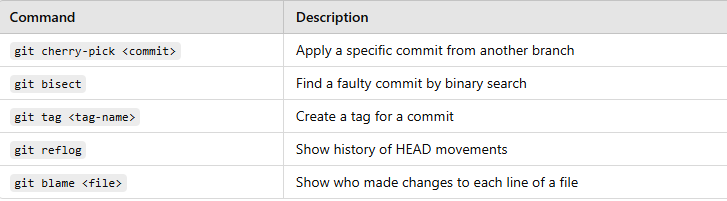 Command Description
git cherry-pick <commit> Apply a specific commit from another branch
git bisect Find a faulty commit by binary search
git tag <tag-name> Create a tag for a commit
git reflog Show history of HEAD movements
git blame <file> Show who made changes to each line of a file